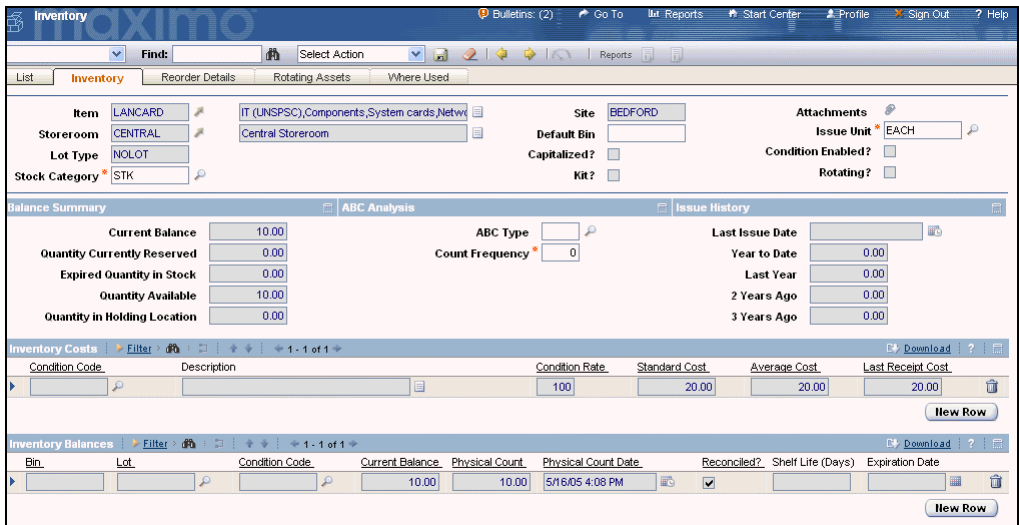 Inventory maximo Bulletins: (2) Go To Reports Start Center Profile Sign Out ? Help
Find: Select Action Reports
List Inventory Reorder Details Rotating Assets Where Used
Item LANCARD IT (UNSPSC),Components,System cards,Netwo Site BEDFORD Attachments
Storeroom CENTRAL Central Storeroom Default Bin Issue Unit * EACH
Lot Type NOLOT Capitalized? Condition Enabled?
Stock Category * STK Kit? Rotating?
Balance Summary ABC Analysis Issue History
Current Balance 10.00 ABC Type Last Issue Date
Quantity Currently Reserved 0.00 Count Frequency * 0 Year to Date 0.00
Expired Quantity in Stock 0.00 Last Year 0.00
Quantity Available 10.00 2 Years Ago 0.00
Quantity in Holding Location 0.00 3 Years Ago 0.00
Inventory Costs Filter 1 - 1 of 1 Download ?
Condition Code Description Condition Rate Standard Cost Average Cost Last Receipt Cost
100 20.00 20.00 20.00
New Row
Inventory Balances Filter 1 - 1 of 1 Download ?
Bin Lot Condition Code Current Balance Physical Count Physical Count Date Reconciled? Shelf Life (Days) Expiration Date
10.00 10.00 5/16/05 4:08 PM
New Row